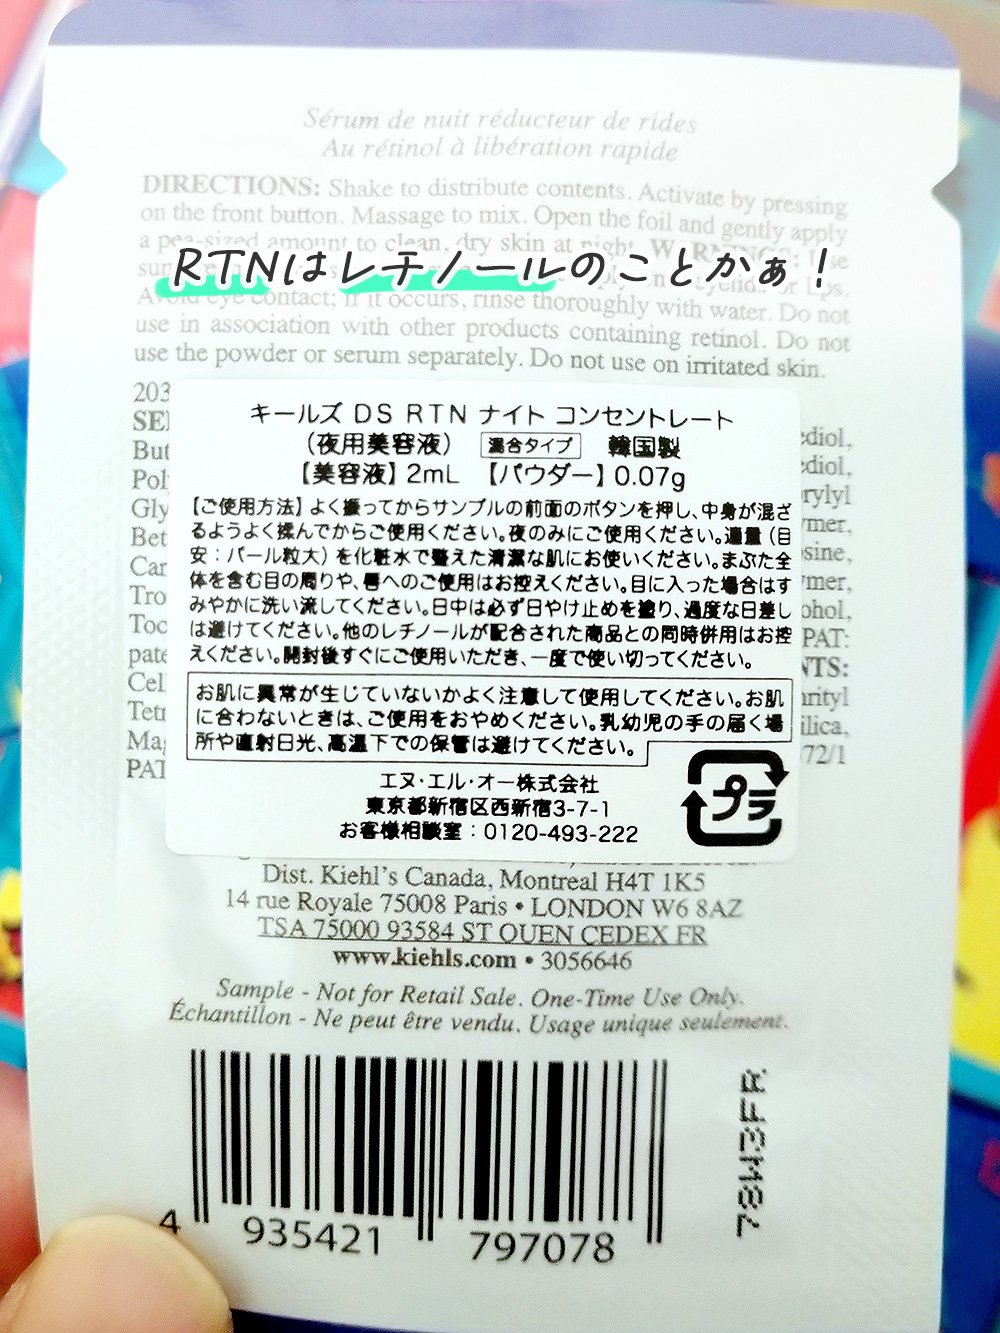 Sérum de nuit réducteur de rides
Au rétinol à libération rapide
DIRECTIONS: Shake to distribute contents. Activate by pressing
on the front button. Massage to mix. Open the foil and gently apply
a pea-sized amount to clean, dry skin at night. WARNINGS: Use
RTNはレチノールのことかぁ！
Avoid eye contact; if it occurs, rinse thoroughly with water. Do not
use in association with other products containing retinol. Do not
use the powder or serum separately. Do not use on irritated skin.
キールズ DS RTN ナイト コンセントレート
（夜用美容液） 混合タイプ 韓国製
【美容液】2mL 【パウダー】0.07g
【ご使用方法】よく振ってからサンプルの前面のボタンを押し、中身が混ざ
るようよく揉んでからご使用ください。夜のみにご使用ください。適量（目
安：パール粒大）を化粧水で整えた清潔な肌にお使いください。まぶた全
体を含む目の周りや、唇へのご使用はお控えください。目に入った場合はす
みやかに洗い流してください。日中は必ず日やけ止めを塗り、過度な日差し
は避けてください。他のレチノールが配合された商品との同時併用はお控
えください。開封後すぐにご使用いただき、一度で使い切ってください。
お肌に異常が生じていないかよく注意して使用してください。お肌
に合わないときは、ご使用をおやめください。乳幼児の手の届く場
所や直射日光、高温下での保管は避けてください。
エヌ・エル・オー株式会社
東京都新宿区西新宿3-7-1
お客様相談室：0120-493-222
プラ
Dist. Kiehl's Canada, Montreal H4T 1K5
14 rue Royale 75008 Paris • LONDON W6 8AZ
TSA 75000 93584 ST OUEN CEDEX FR
www.kiehls.com • 3056646
Sample - Not for Retail Sale. One-Time Use Only.
Échantillon - Ne peut être vendu. Usage unique seulement.
78W3FR
4 935421 797078